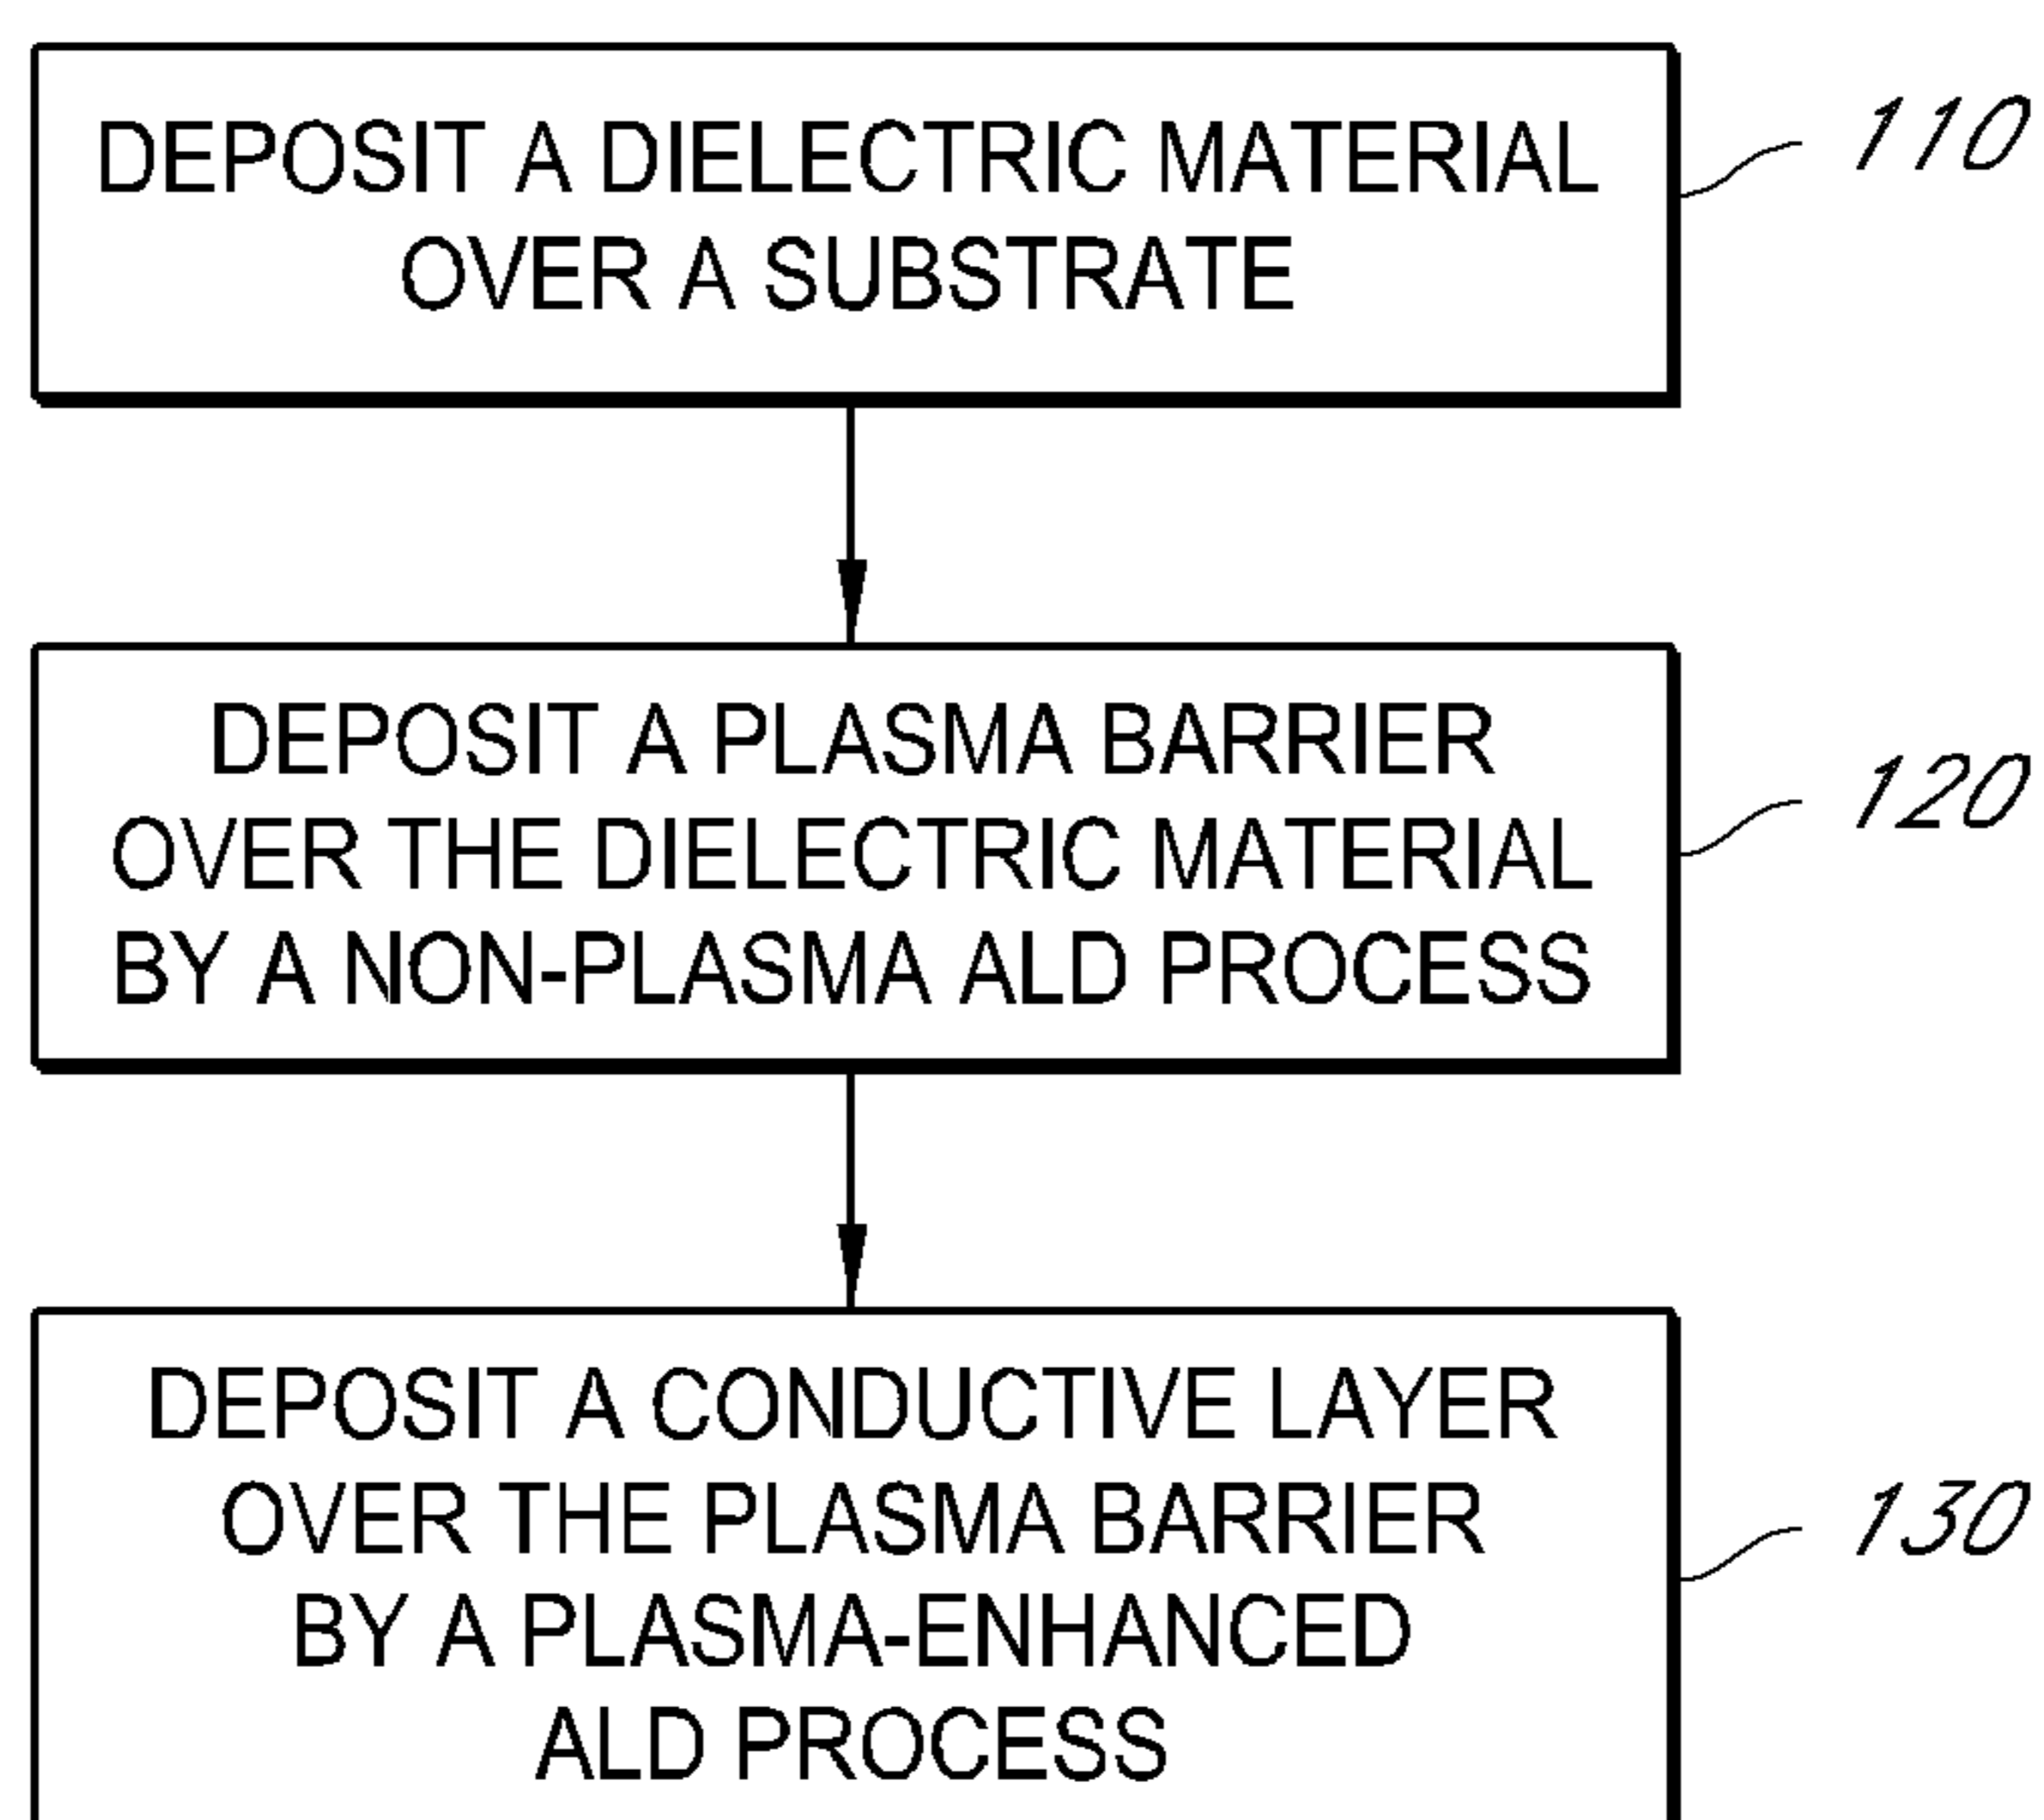 DEPOSIT A DIELECTRIC MATERIAL
OVER A SUBSTRATE
110
DEPOSIT A PLASMA BARRIER
OVER THE DIELECTRIC MATERIAL
BY A NON-PLASMA ALD PROCESS
120
DEPOSIT A CONDUCTIVE LAYER
OVER THE PLASMA BARRIER
BY A PLASMA-ENHANCED
ALD PROCESS
130